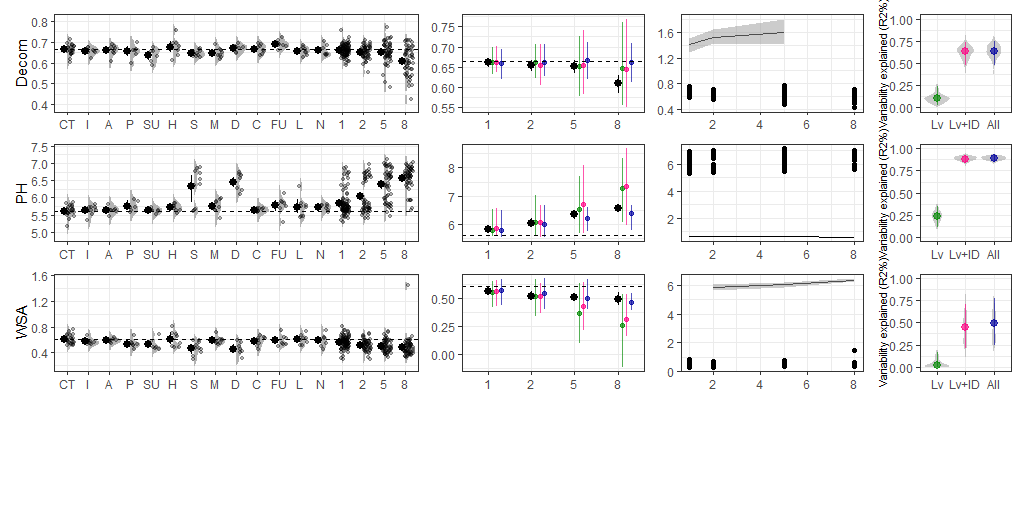 Decom
0.8
0.7
0.6
0.5
0.4
CT I A P SU H S M D C FU L N 1 2 5 8
0.75
0.70
0.65
0.60
0.55
1 2 5 8
1.6
1.2
0.8
0.4
2 4 6 8
Variability explained (R2%)
1.00
0.75
0.50
0.25
0.00
Lv Lv+ID All
PH
7.5
7.0
6.5
6.0
5.5
5.0
CT I A P SU H S M D C FU L N 1 2 5 8
8
7
6
1 2 5 8
6
4
2
2 4 6 8
Variability explained (R2%)
1.00
0.75
0.50
0.25
0.00
Lv Lv+ID All
WSA
1.6
1.2
0.8
0.4
CT I A P SU H S M D C FU L N 1 2 5 8
0.50
0.25
0.00
1 2 5 8
6
4
2
0
2 4 6 8
Variability explained (R2%)
1.00
0.75
0.50
0.25
0.00
Lv Lv+ID All